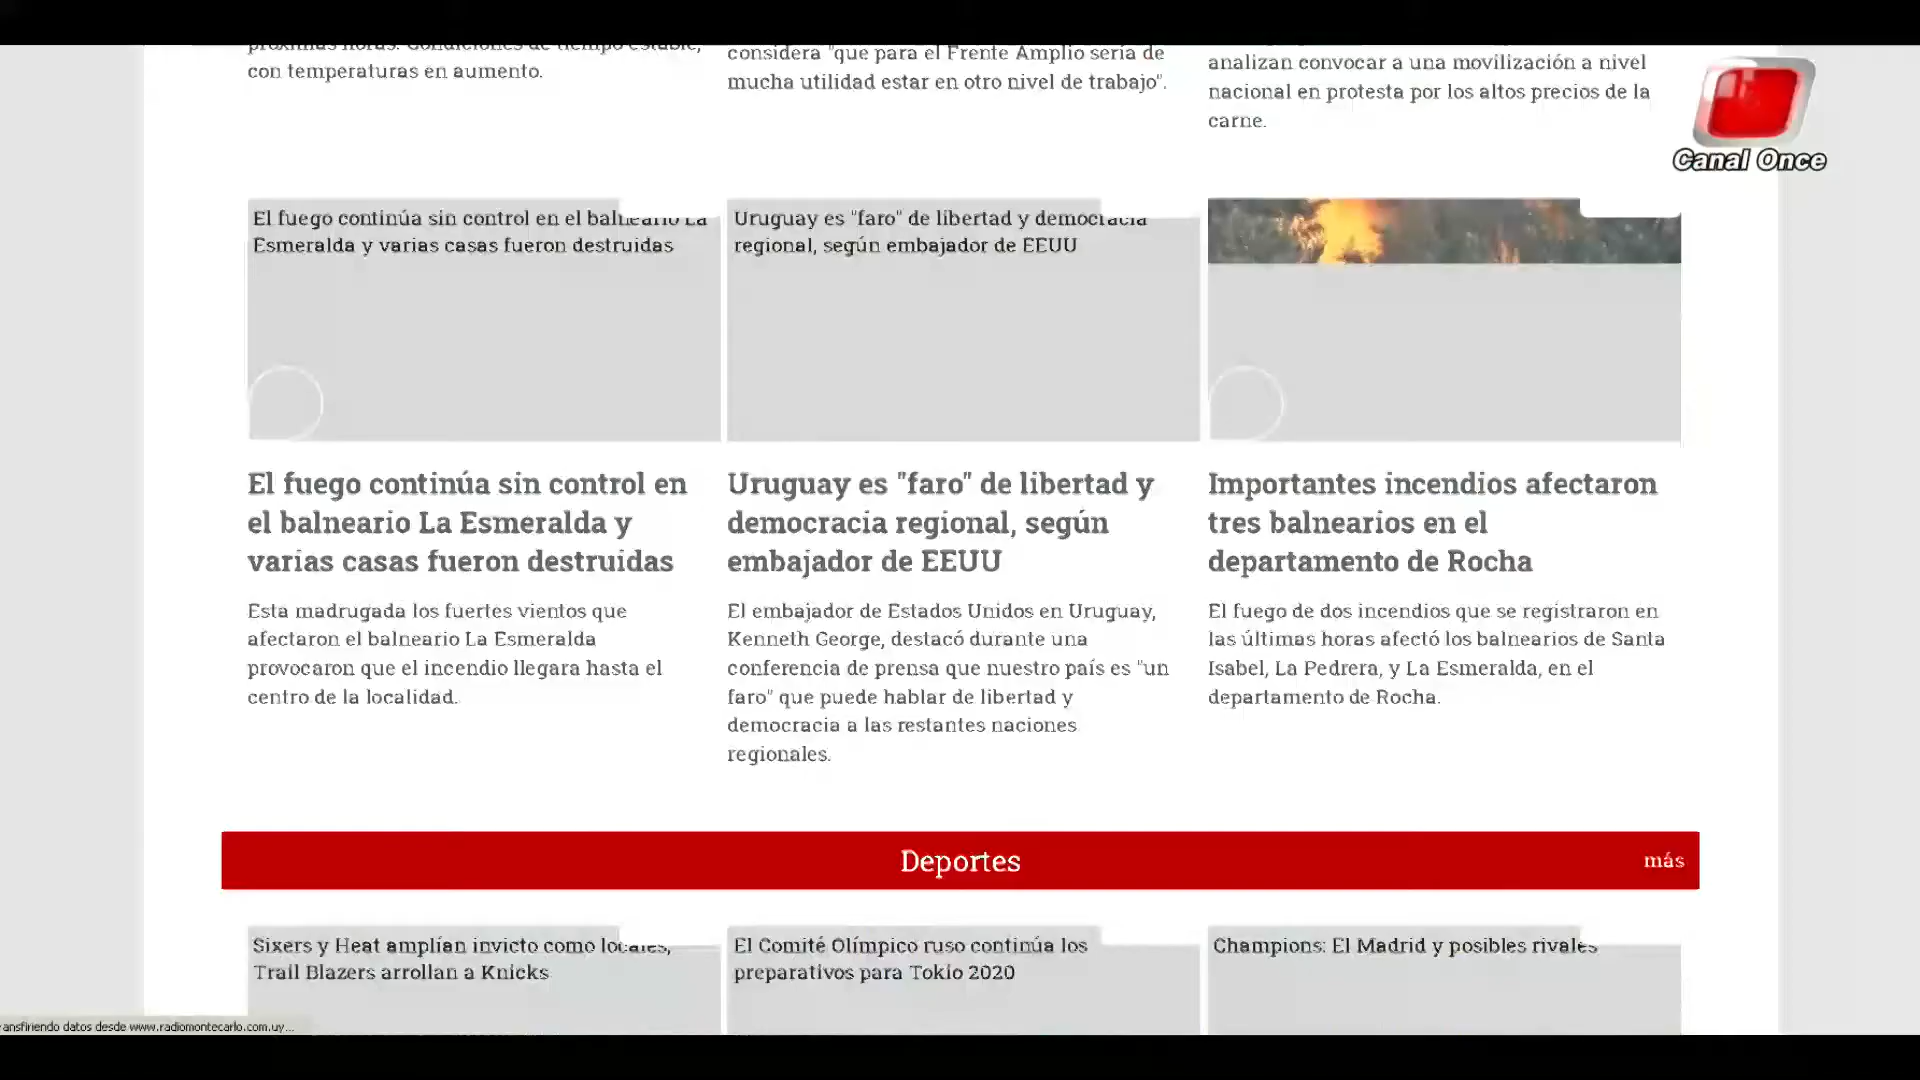 próximas horas. Condiciones de tiempo estable,
con temperaturas en aumento.
considera "que para el Frente Amplio sería de
mucha utilidad estar en otro nivel de trabajo".
analizan convocar a una movilización a nivel
nacional en protesta por los altos precios de la
carne.
Canal Once
El fuego continúa sin control en el balneario La
Esmeralda y varias casas fueron destruidas
Uruguay es "faro" de libertad y democracia
regional, según embajador de EEUU
El fuego continúa sin control en
el balneario La Esmeralda y
varias casas fueron destruidas
Esta madrugada los fuertes vientos que
afectaron el balneario La Esmeralda
provocaron que el incendio llegara hasta el
centro de la localidad.
Uruguay es "faro" de libertad y
democracia regional, según
embajador de EEUU
El embajador de Estados Unidos en Uruguay,
Kenneth George, destacó durante una
conferencia de prensa que nuestro país es "un
faro" que puede hablar de libertad y
democracia a las restantes naciones
regionales.
Importantes incendios afectaron
tres balnearios en el
departamento de Rocha
El fuego de dos incendios que se registraron en
las últimas horas afectó los balnearios de Santa
Isabel, La Pedrera, y La Esmeralda, en el
departamento de Rocha.
Deportes
más
Sixers y Heat amplían invicto como locales,
Trail Blazers arrollan a Knicks
El Comité Olímpico ruso continúa los
preparativos para Tokio 2020
Champions: El Madrid y posibles rivales
ansfiriendo datos desde www.radiomontecarlo.com.uy...